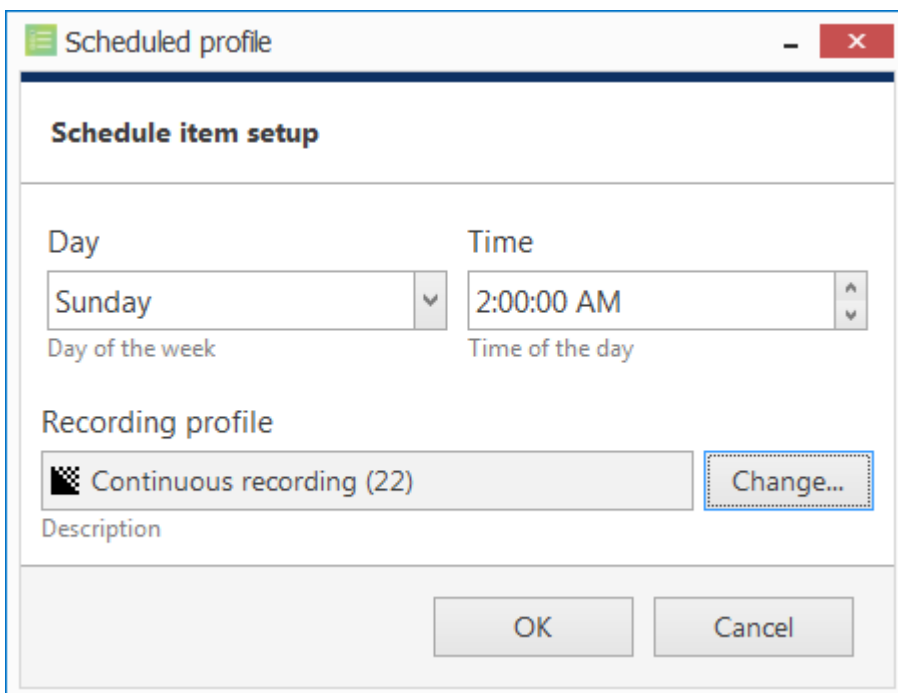 Scheduled profile
Schedule item setup
Day
Time
Sunday
2:00:00 AM
Day of the week
Time of the day
Recording profile
Continuous recording (22)
Change...
Description
OK
Cancel